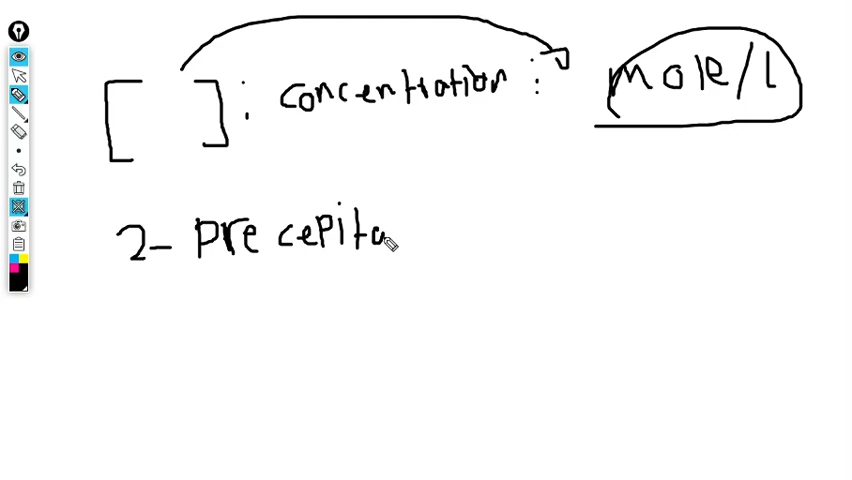 [ ] : concentration : mole/L
2- precepita